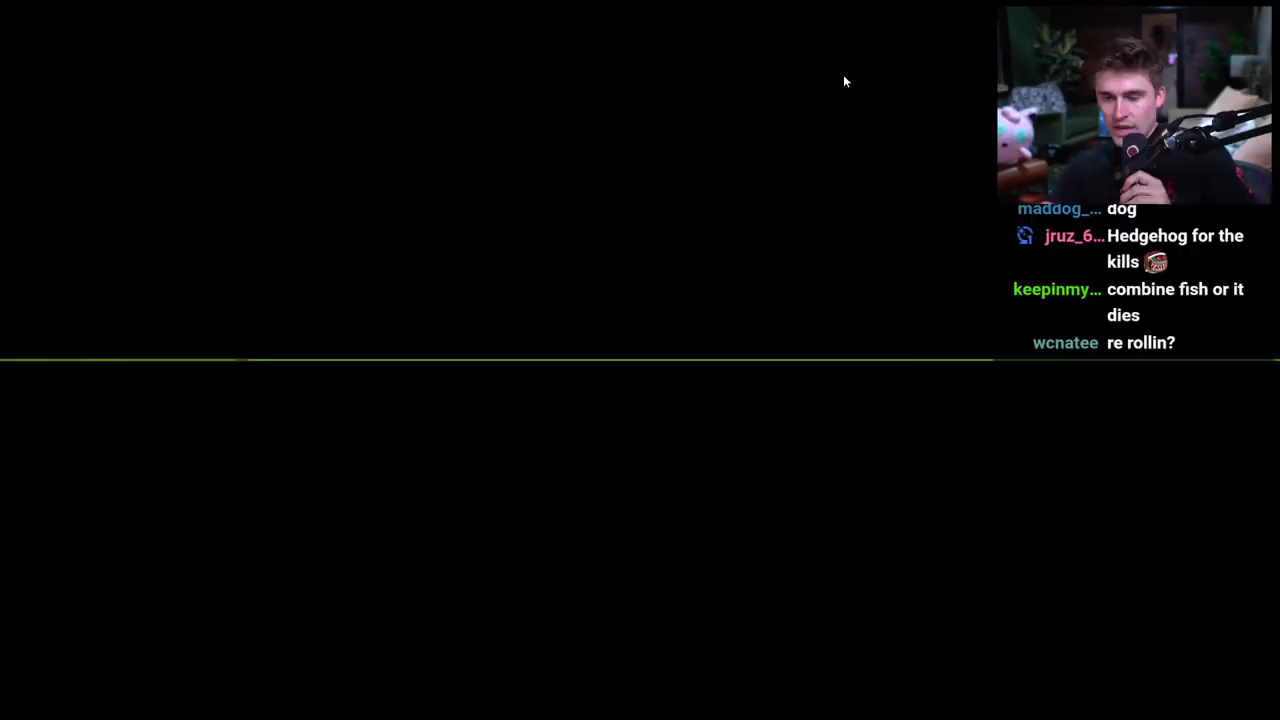 maddog_... dog
jruz_6... Hedgehog for the
kills
keepinmy... combine fish or it
dies
wcnatee re rollin?